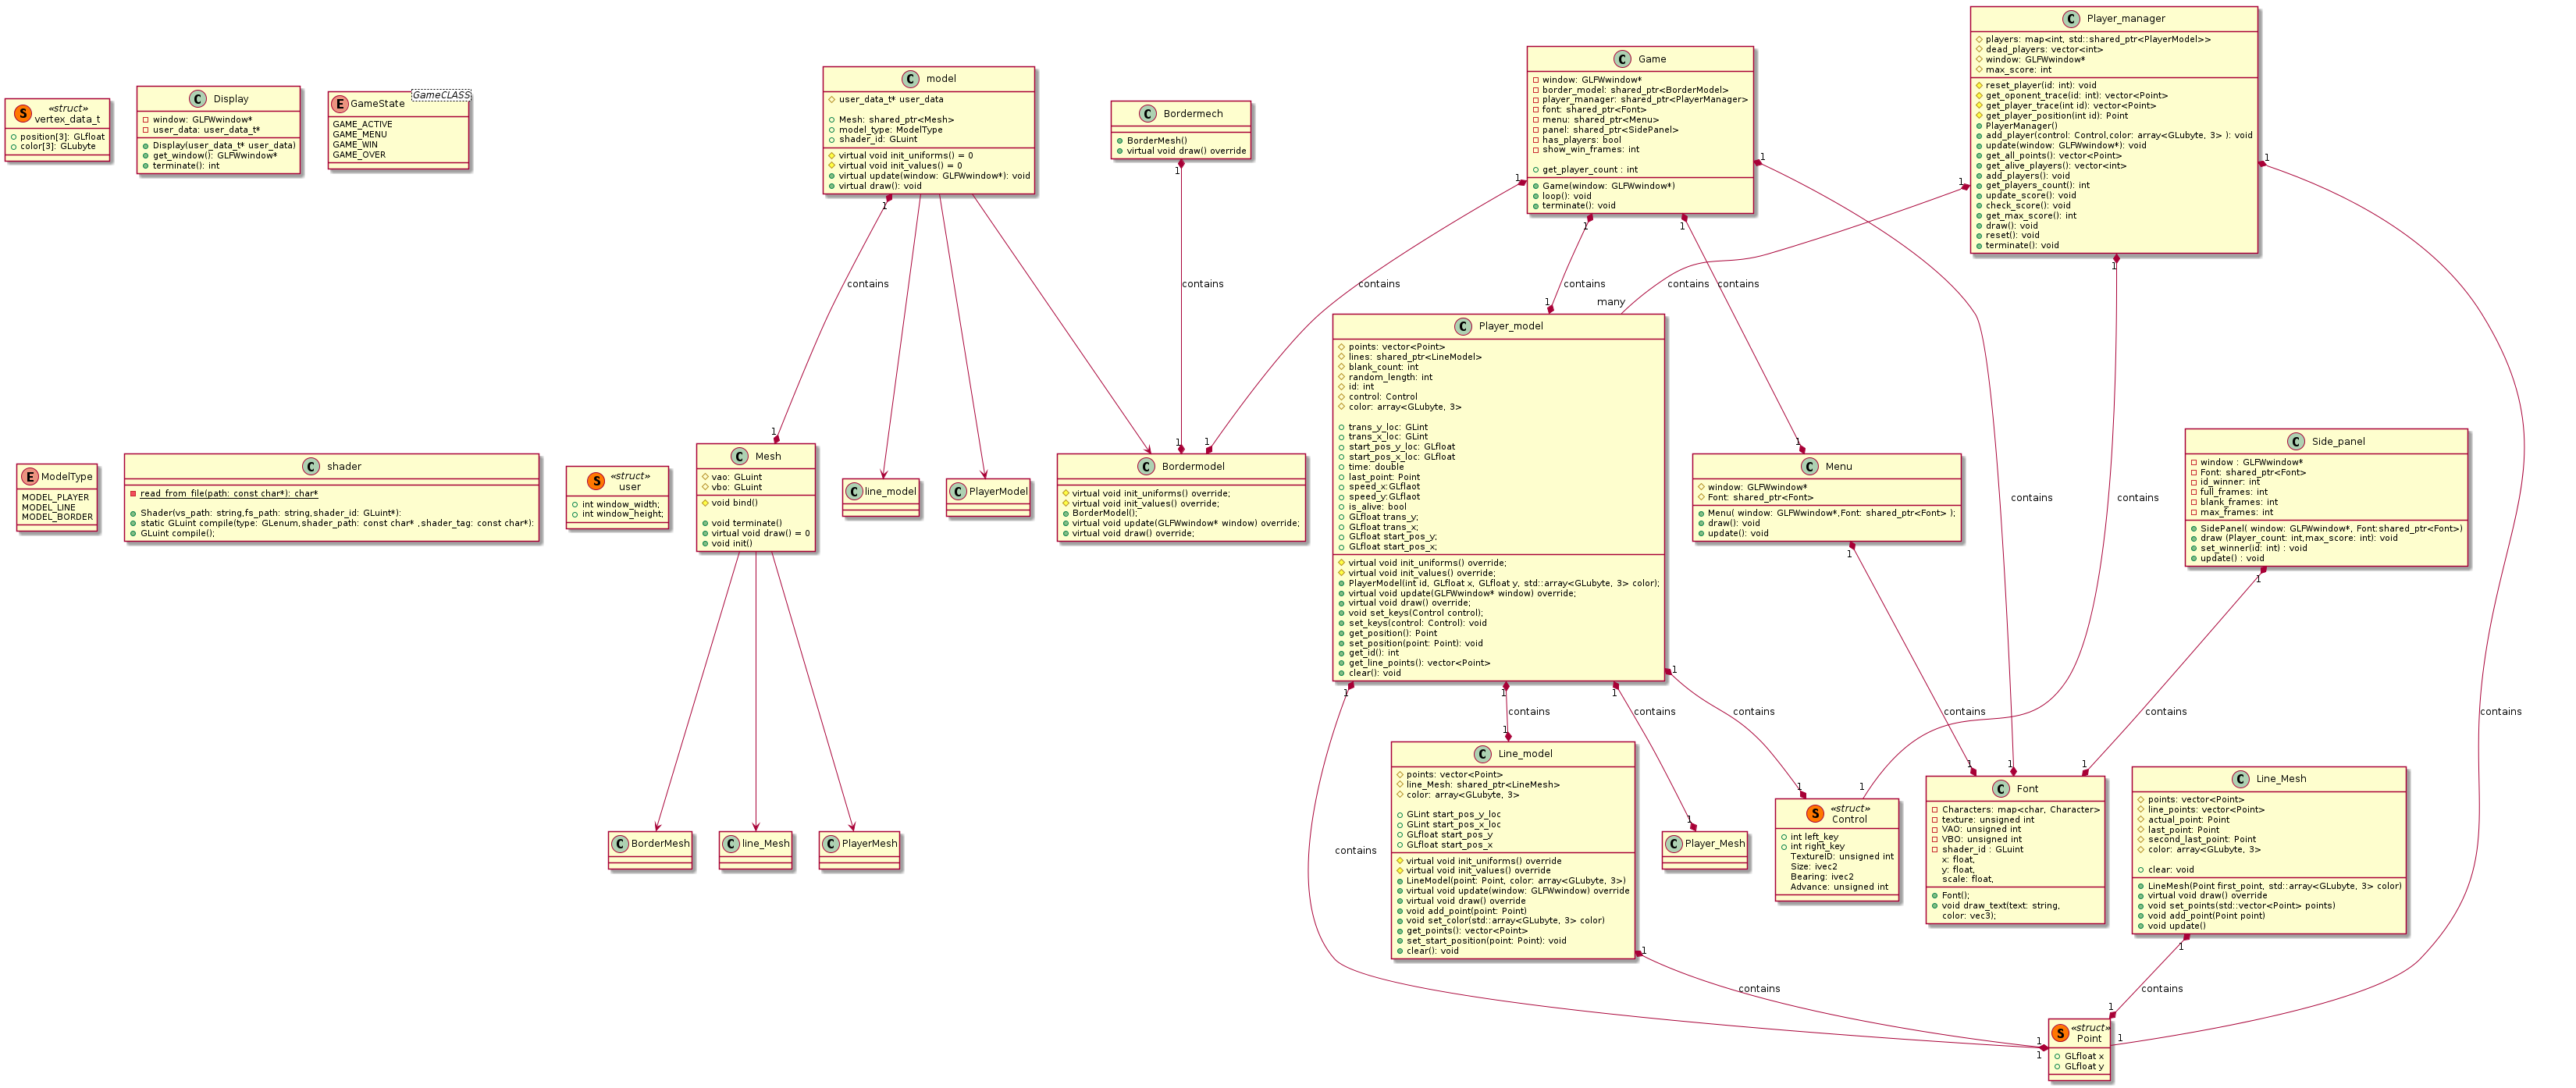 «struct»
vertex_data_t
position[3]: GLfloat
color[3]: GLubyte
Display
window: GLFWwindow*
user_data: user_data_t*
Display(user_data_t* user_data)
get_window(): GLFWwindow*
terminate(): int
GameState
GameCLASS
GAME_ACTIVE
GAME_MENU
GAME_WIN
GAME_OVER
model
user_data_t* user_data
Mesh: shared_ptr<Mesh>
model_type: ModelType
shader_id: GLuint
virtual void init_uniforms() = 0
virtual void init_values() = 0
virtual update(window: GLFWwindow*): void
virtual draw(): void
Bordermech
BorderMesh()
virtual void draw() override
Game
window: GLFWwindow*
border_model: shared_ptr<BorderModel>
player_manager: shared_ptr<PlayerManager>
font: shared_ptr<Font>
menu: shared_ptr<Menu>
panel: shared_ptr<SidePanel>
has_players: bool
show_win_frames: int
get_player_count : int
Game(window: GLFWwindow*)
loop(): void
terminate(): void
Player_manager
players: map<int, std::shared_ptr<PlayerModel>>
dead_players: vector<int>
window: GLFWwindow*
max_score: int
reset_player(id: int): void
get_oponent_trace(id: int): vector<Point>
get_player_trace(int id): vector<Point>
get_player_position(int id): Point
PlayerManager()
add_player(control: Control,color: array<GLubyte, 3> ): void
update(window: GLFWwindow*): void
get_all_points(): vector<Point>
get_alive_players(): vector<int>
add_players(): void
get_players_count(): int
update_score(): void
check_score(): void
get_max_score(): int
draw(): void
reset(): void
terminate(): void
1
1
1
1
1
1
1
1
1
contains
contains
contains
contains
contains
contains
1
many
Player_model
points: vector<Point>
lines: shared_ptr<LineModel>
blank_count: int
random_length: int
id: int
control: Control
color: array<GLubyte, 3>
trans_y_loc: GLint
trans_x_loc: GLint
start_pos_y_loc: GLfloat
start_pos_x_loc: GLfloat
time: double
last_point: Point
speed_x:GLflaot
speed_y:GLflaot
is_alive: bool
GLfloat trans_y;
GLfloat trans_x;
GLfloat start_pos_y;
GLfloat start_pos_x;
virtual void init_uniforms() override;
virtual void init_values() override;
PlayerModel(int id, GLfloat x, GLfloat y, std::array<GLubyte, 3> color);
virtual void update(GLFWwindow* window) override;
virtual void draw() override;
void set_keys(Control control);
set_keys(control: Control): void
get_position(): Point
set_position(point: Point): void
get_id(): int
get_line_points(): vector<Point>
clear(): void
contains
contains
ModelType
MODEL_PLAYER
MODEL_LINE
MODEL_BORDER
shader
read_from_file(path: const char*): char*
Shader(vs_path: string,fs_path: string,shader_id: GLuint*):
static GLuint compile(type: GLenum,shader_path: const char* ,shader_tag: const char*):
GLuint compile();
«struct»
user
int window_width;
int window_height;
1
Mesh
vao: GLuint
vbo: GLuint
void bind()
void terminate()
virtual void draw() = 0
void init()
line_model
PlayerModel
1
1
Bordermodel
virtual void init_uniforms() override;
virtual void init_values() override;
BorderModel();
virtual void update(GLFWwindow* window) override;
virtual void draw() override;
1
Menu
window: GLFWwindow*
Font: shared_ptr<Font>
Menu( window: GLFWwindow*,Font: shared_ptr<Font> );
draw(): void
update(): void
Side_panel
window : GLFWwindow*
Font: shared_ptr<Font>
id_winner: int
full_frames: int
blank_frames: int
max_frames: int
SidePanel( window: GLFWwindow*, Font:shared_ptr<Font>)
draw (Player_count: int,max_score: int): void
set_winner(id: int) : void
update() : void
1
1
1
1
1
1
contains
contains
contains
contains
contains
contains
1
1
1
1
1
1
1
BorderMesh
line_Mesh
PlayerMesh
contains
Line_model
points: vector<Point>
line_Mesh: shared_ptr<LineMesh>
color: array<GLubyte, 3>
GLint start_pos_y_loc
GLint start_pos_x_loc
GLfloat start_pos_y
GLfloat start_pos_x
virtual void init_uniforms() override
virtual void init_values() override
LineModel(point: Point, color: array<GLubyte, 3>)
virtual void update(window: GLFWwindow) override
virtual void draw() override
void add_point(point: Point)
void set_color(std::array<GLubyte, 3> color)
get_points(): vector<Point>
set_start_position(point: Point): void
clear(): void
Player_Mesh
«struct»
Control
int left_key
int right_key
TextureID: unsigned int
Size: ivec2
Bearing: ivec2
Advance: unsigned int
Font
Characters: map<char, Character>
texture: unsigned int
VAO: unsigned int
VBO: unsigned int
shader_id : GLuint
x: float,
y: float,
scale: float,
Font();
void draw_text(text: string,
color: vec3);
Line_Mesh
points: vector<Point>
line_points: vector<Point>
actual_point: Point
last_point: Point
second_last_point: Point
color: array<GLubyte, 3>
clear: void
LineMesh(Point first_point, std::array<GLubyte, 3> color)
virtual void draw() override
void set_points(std::vector<Point> points)
void add_point(Point point)
void update()
1
1
contains
contains
1
1
1
1
«struct»
Point
GLfloat x
GLfloat y